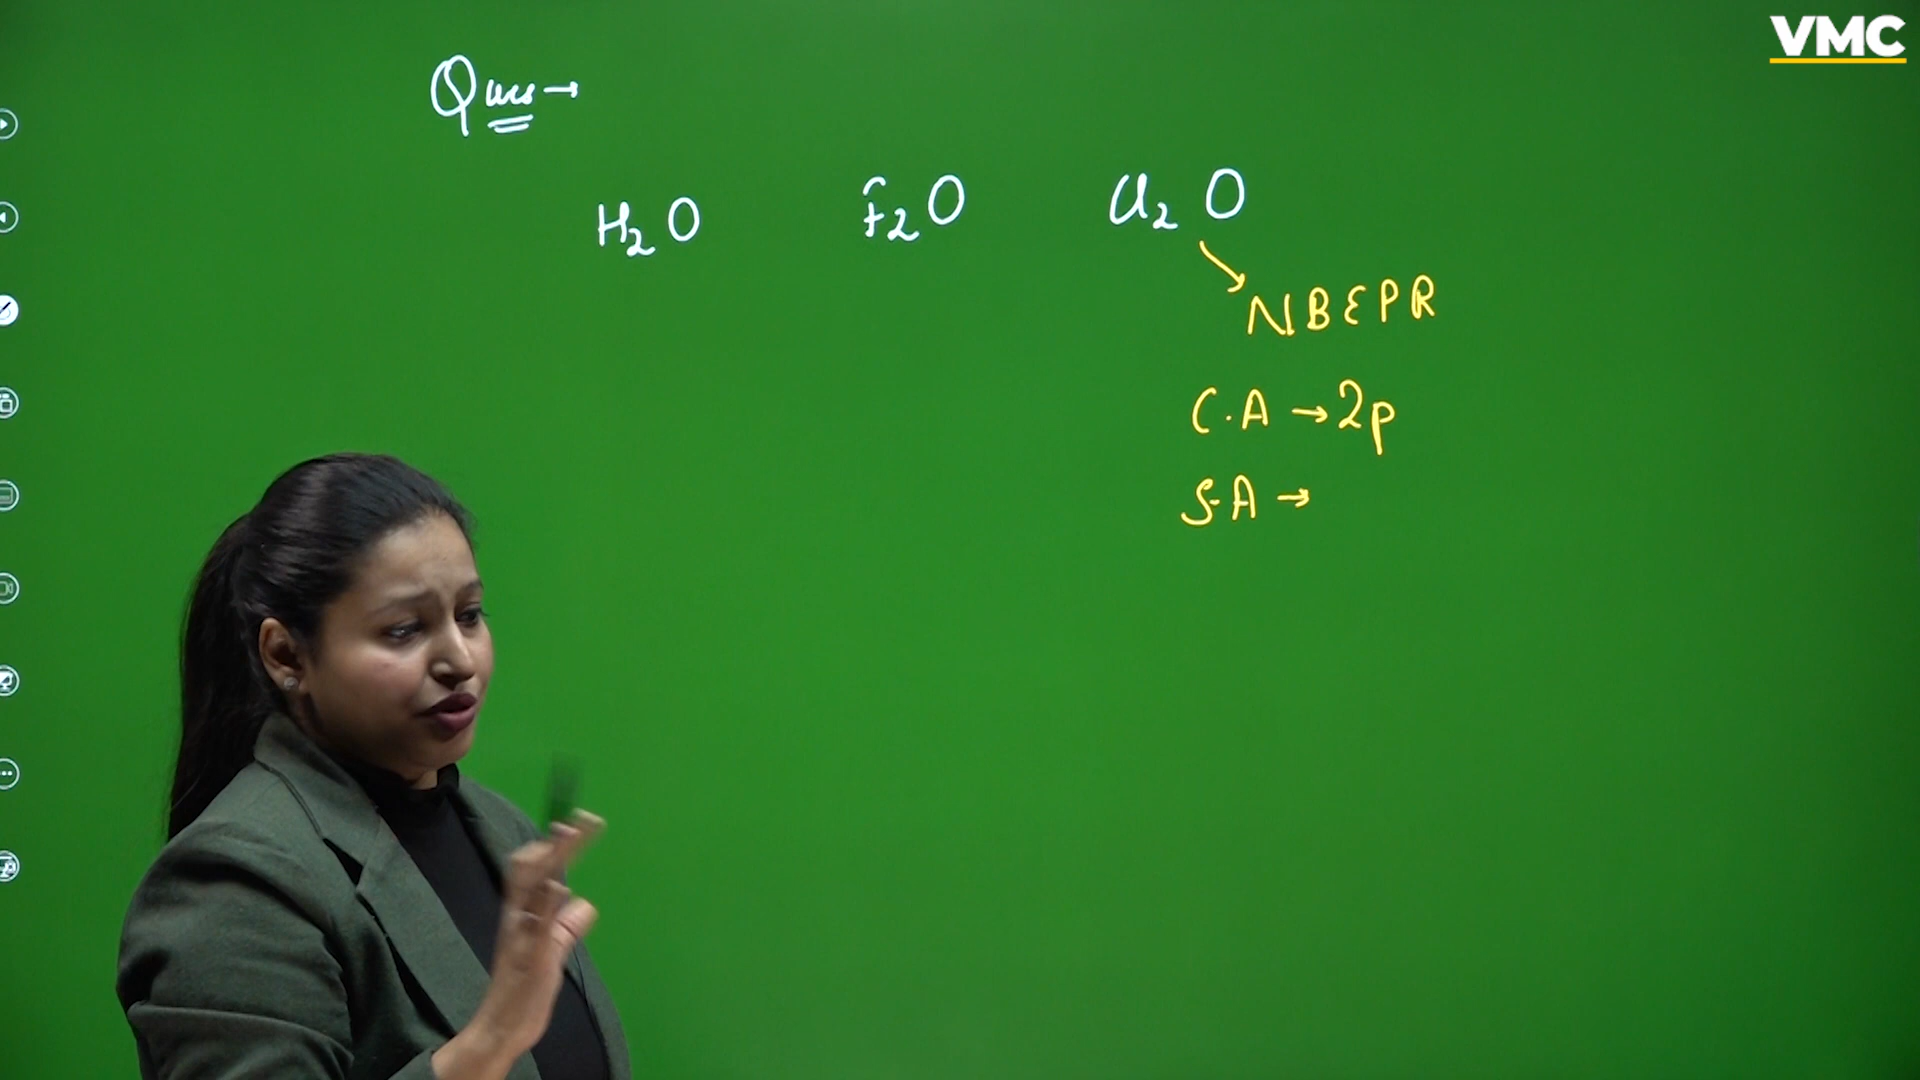 VMC
Ques →
H₂O F₂O Cl₂O
NBEPR
C.A → 2p
S.A →